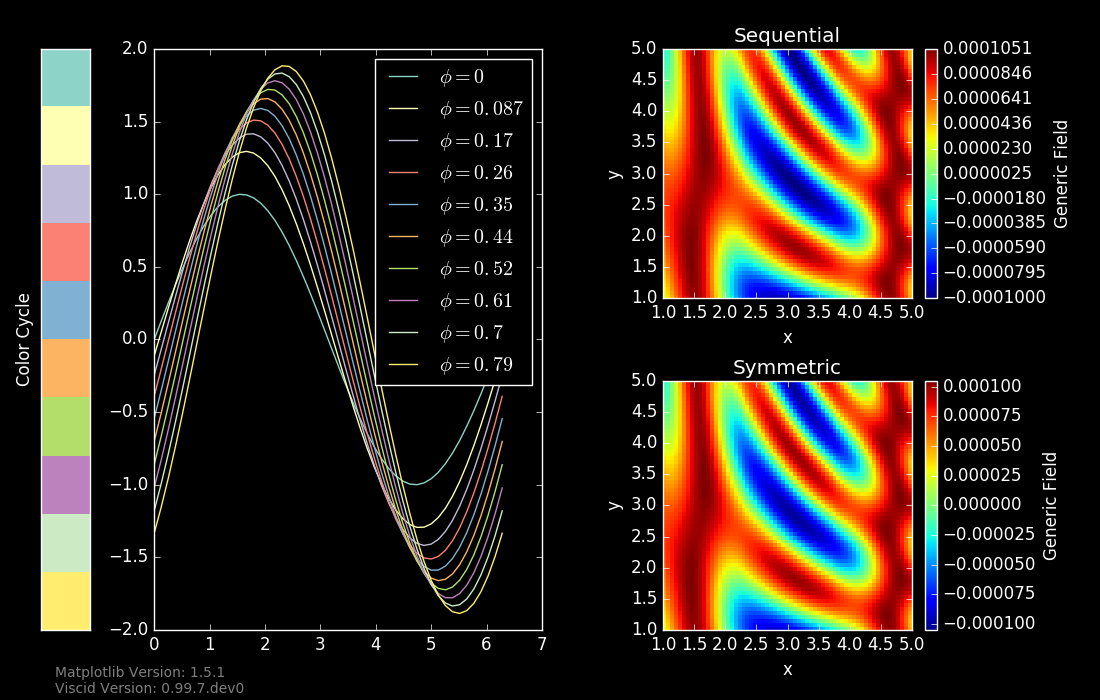 Color Cycle
2.0
1.5
1.0
0.5
0.0
−0.5
−1.0
−1.5
−2.0
0 1 2 3 4 5 6 7
ϕ = 0
ϕ = 0.087
ϕ = 0.17
ϕ = 0.26
ϕ = 0.35
ϕ = 0.44
ϕ = 0.52
ϕ = 0.61
ϕ = 0.7
ϕ = 0.79
Sequential
y
5.0
4.5
4.0
3.5
3.0
2.5
2.0
1.5
1.0
1.0 1.5 2.0 2.5 3.0 3.5 4.0 4.5 5.0
x
0.0001051
0.0000846
0.0000641
0.0000436
0.0000230
0.0000025
−0.0000180
−0.0000385
−0.0000590
−0.0000795
−0.0001000
Generic Field
Symmetric
y
5.0
4.5
4.0
3.5
3.0
2.5
2.0
1.5
1.0
1.0 1.5 2.0 2.5 3.0 3.5 4.0 4.5 5.0
x
0.000100
0.000075
0.000050
0.000025
0.000000
−0.000025
−0.000050
−0.000075
−0.000100
Generic Field
Matplotlib Version: 1.5.1
Viscid Version: 0.99.7.dev0